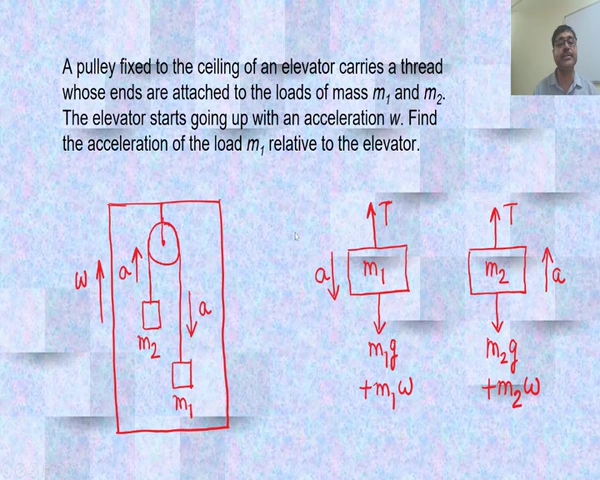 A pulley fixed to the ceiling of an elevator carries a thread
whose ends are attached to the loads of mass m₁ and m₂.
The elevator starts going up with an acceleration w. Find
the acceleration of the load m₁ relative to the elevator.
w
a
a
m₂
m₁
T
a
m₁
m₁g
+m₁w
T
m₂
a
m₂g
+m₂w